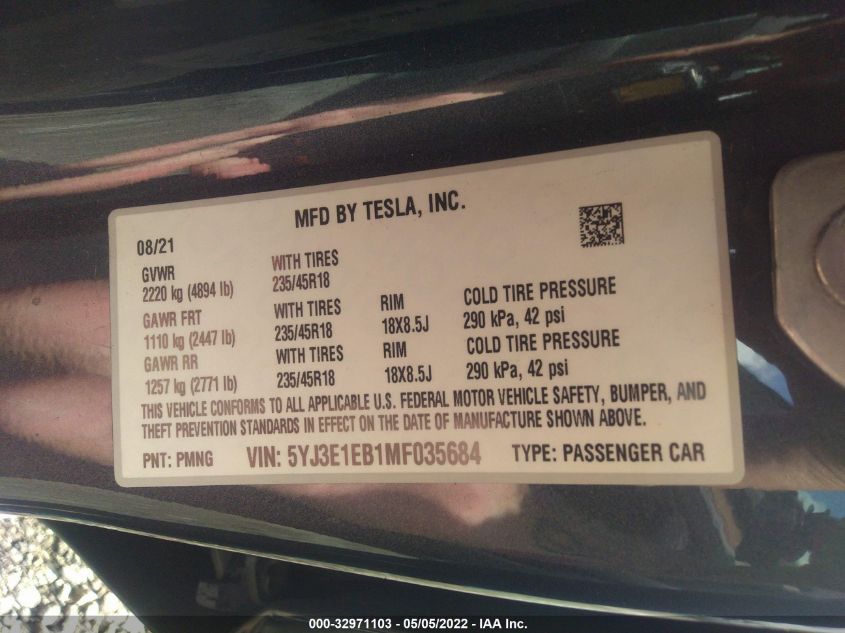 MFD BY TESLA, INC.
08/21
GVWR WITH TIRES
2220 kg (4894 lb) 235/45R18
GAWR FRT WITH TIRES RIM COLD TIRE PRESSURE
1110 kg (2447 lb) 235/45R18 18X8.5J 290 kPa, 42 psi
GAWR RR WITH TIRES RIM COLD TIRE PRESSURE
1257 kg (2771 lb) 235/45R18 18X8.5J 290 kPa, 42 psi
THIS VEHICLE CONFORMS TO ALL APPLICABLE U.S. FEDERAL MOTOR VEHICLE SAFETY, BUMPER, AND
THEFT PREVENTION STANDARDS IN EFFECT ON THE DATE OF MANUFACTURE SHOWN ABOVE.
PNT: PMNG VIN: 5YJ3E1EB1MF035684 TYPE: PASSENGER CAR
000-32971103 - 05/05/2022 - IAA Inc.